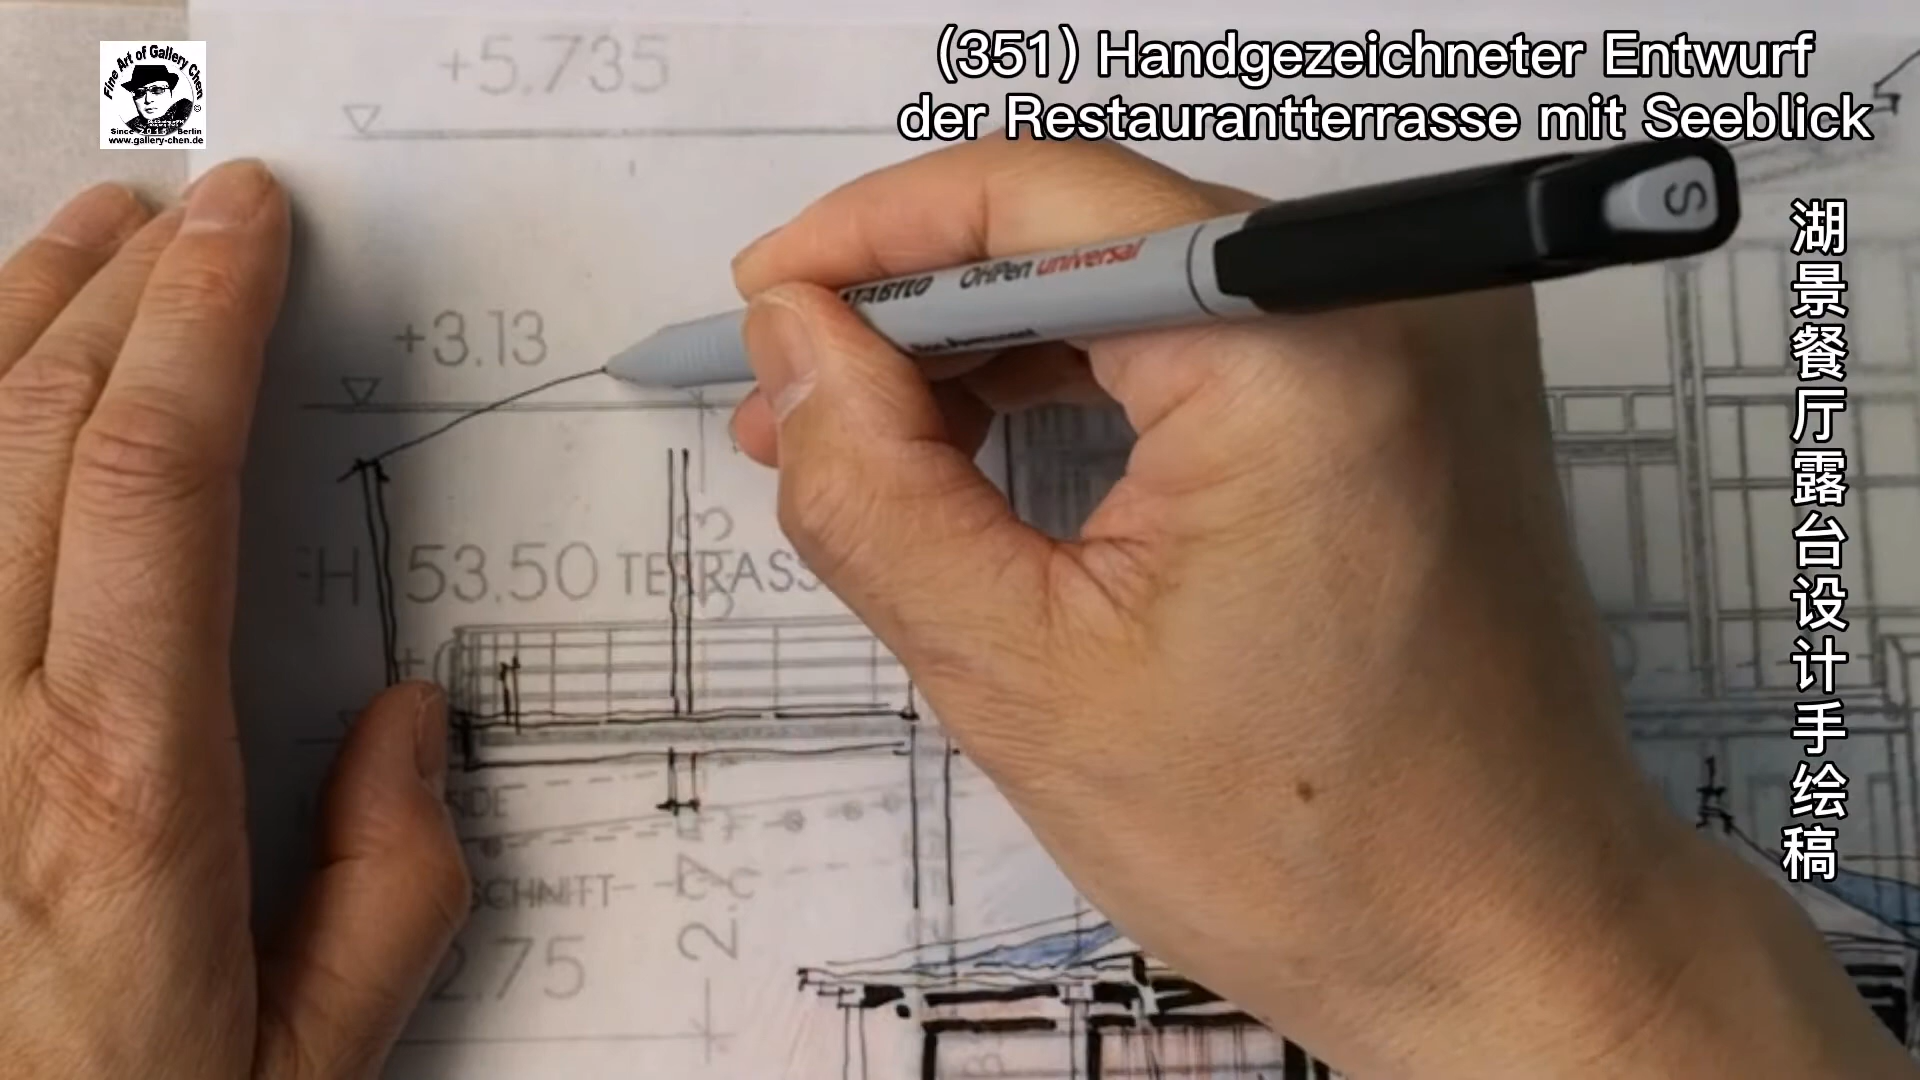 (351) Handgezeichneter Entwurf
der Restaurantterrasse mit Seeblick
湖景餐厅露台设计手绘稿
Fine Art of Gallery Chen
©
Since 2015 Berlin
www.gallery-chen.de
+5.735
S
OHPen universal
+3.13
53.50 TERRASS
SCHNITT
C-C
2.75